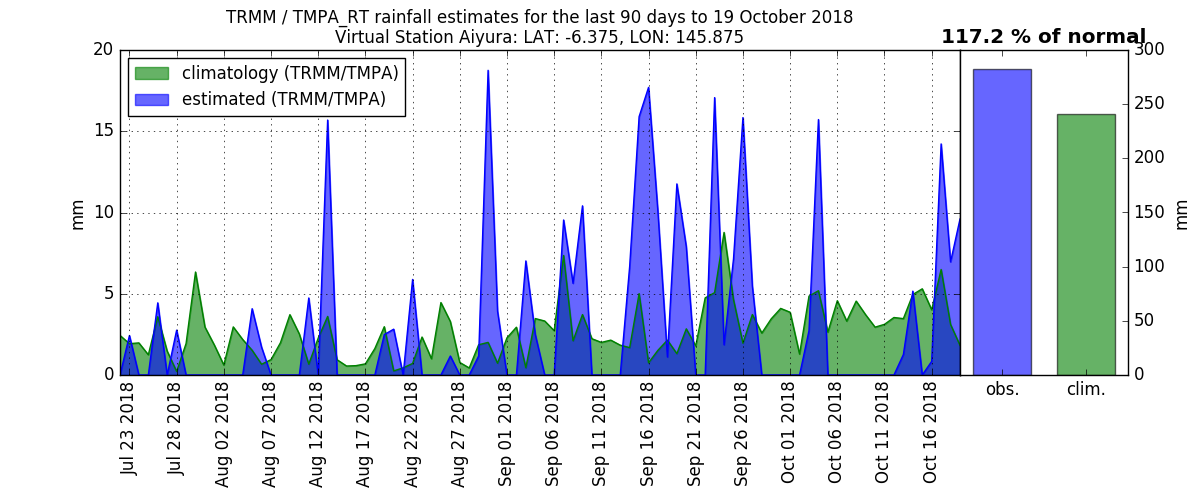 TRMM / TMPA_RT rainfall estimates for the last 90 days to 19 October 2018
Virtual Station Aiyura: LAT: -6.375, LON: 145.875
117.2 % of normal
climatology (TRMM/TMPA)
estimated (TRMM/TMPA)
mm
20
15
10
5
0
Jul 23 2018
Jul 28 2018
Aug 02 2018
Aug 07 2018
Aug 12 2018
Aug 17 2018
Aug 22 2018
Aug 27 2018
Sep 01 2018
Sep 06 2018
Sep 11 2018
Sep 16 2018
Sep 21 2018
Sep 26 2018
Oct 01 2018
Oct 06 2018
Oct 11 2018
Oct 16 2018
obs.
clim.
300
250
200
150
100
50
0
mm